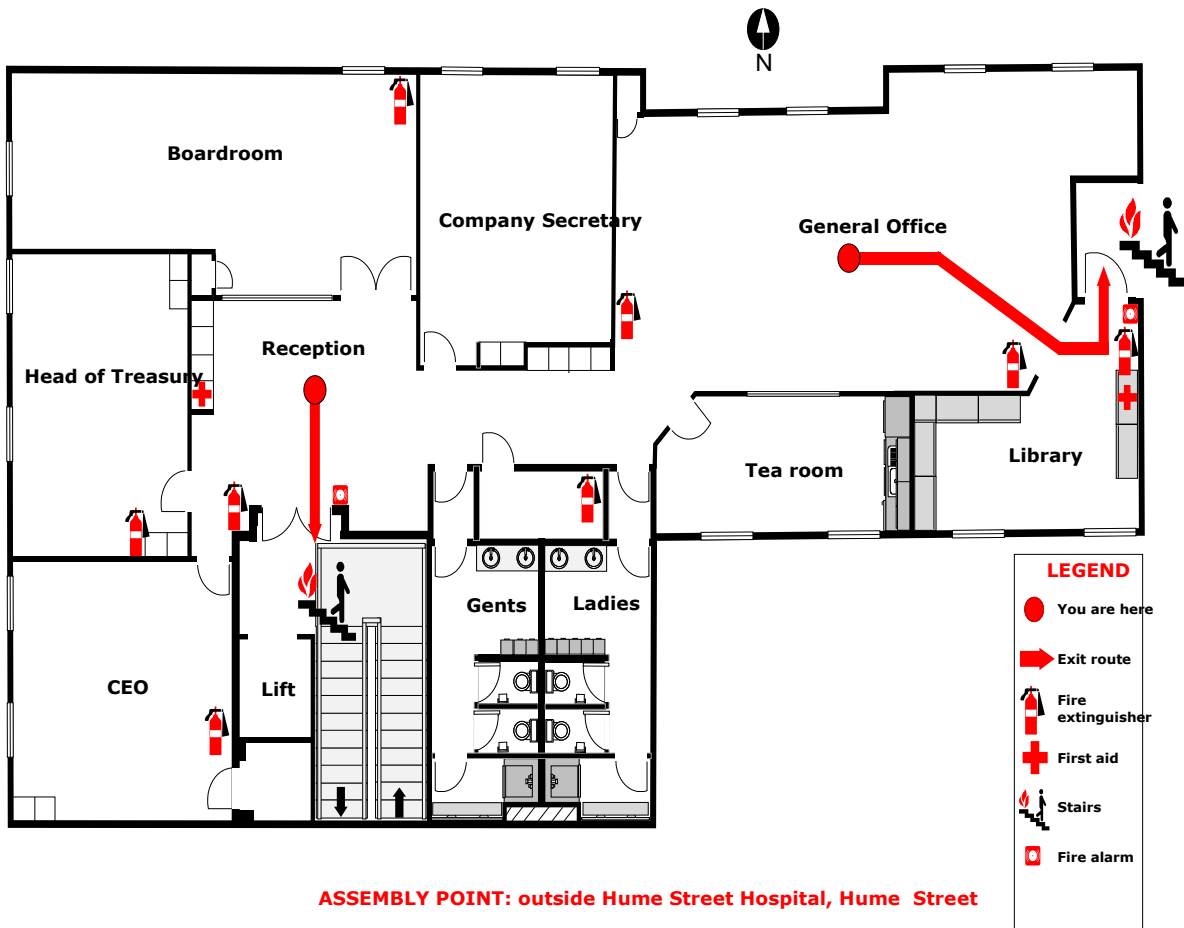 N
Boardroom
Company Secretary
General Office
Reception
Head of Treasury
Tea room
Library
Gents
Ladies
CEO
Lift
LEGEND
You are here
Exit route
Fire
extinguisher
First aid
Stairs
Fire alarm
ASSEMBLY POINT: outside Hume Street Hospital, Hume  Street